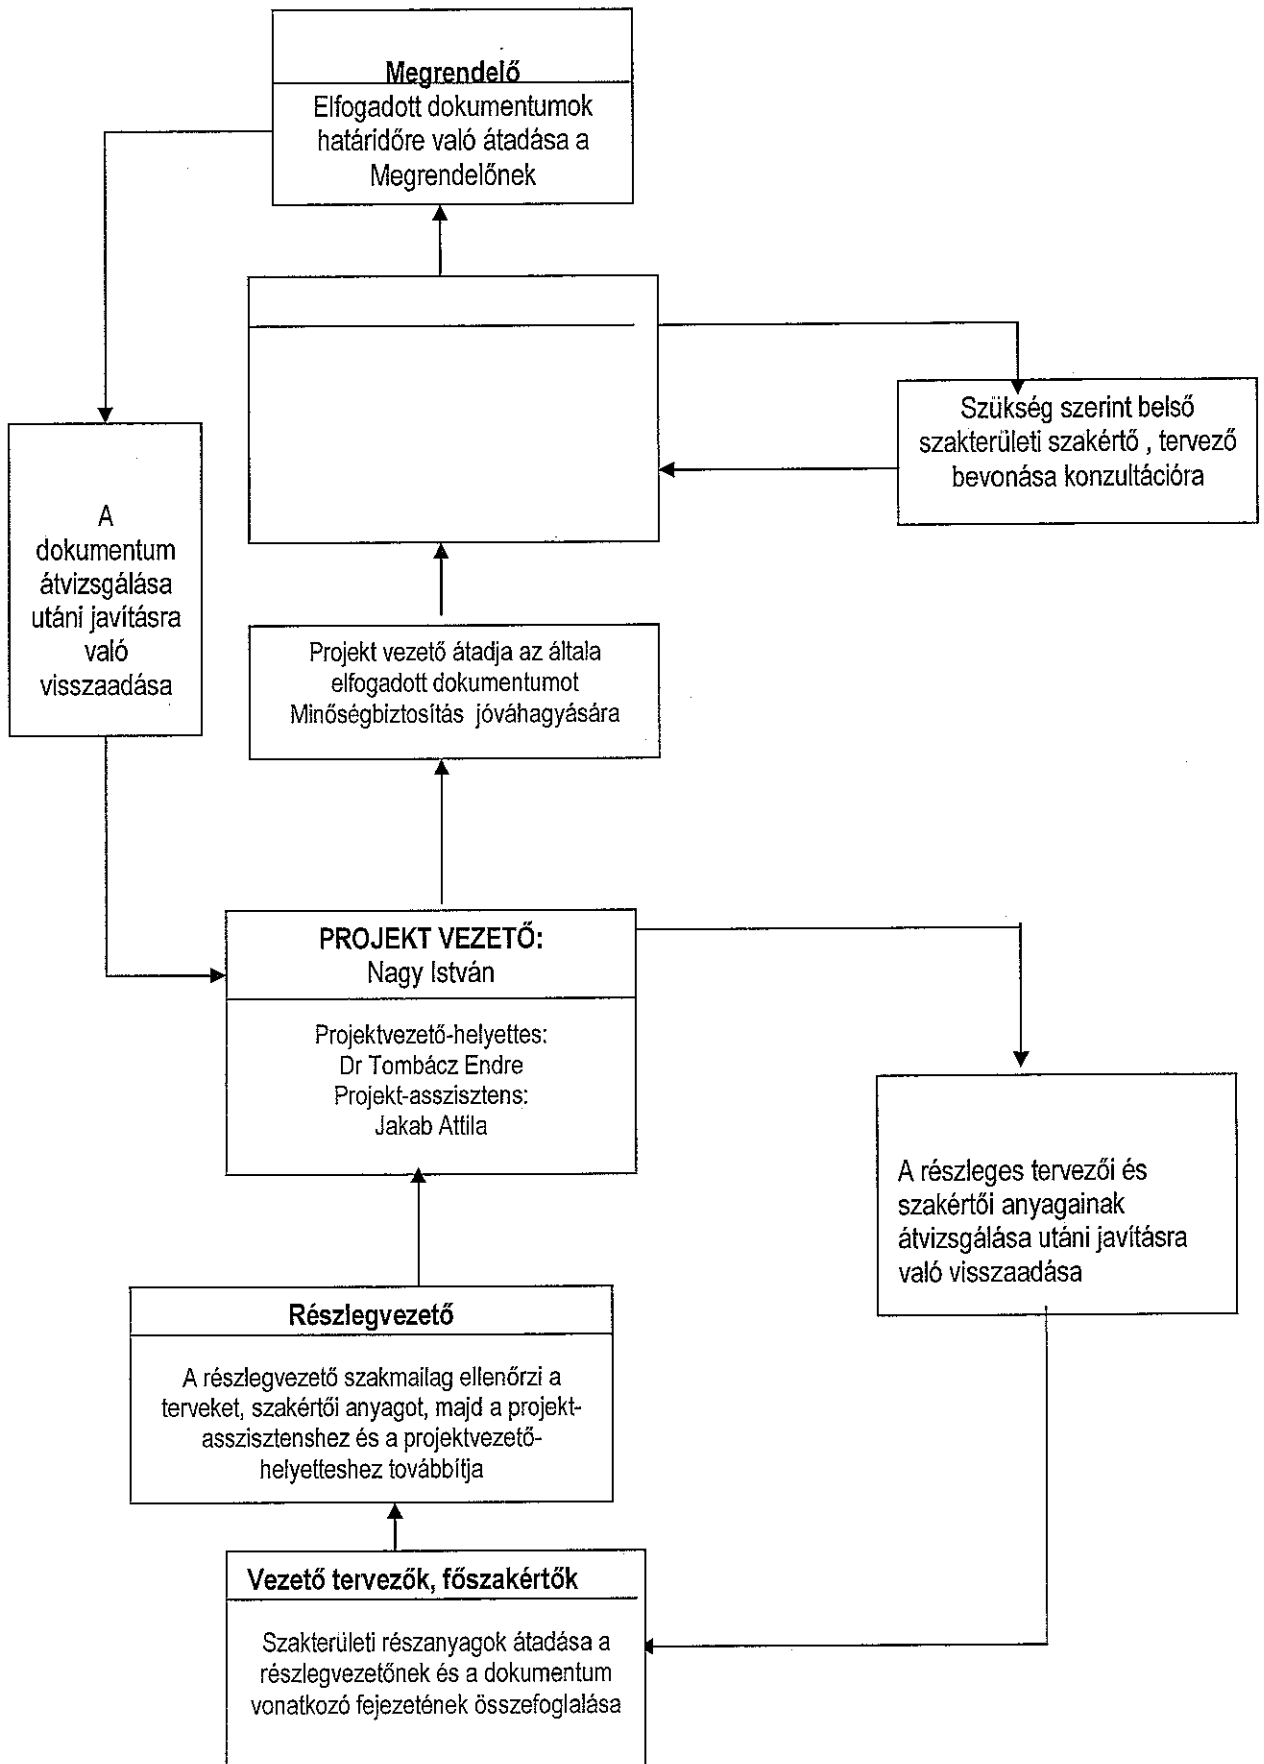 Megrendelő
Elfogadott dokumentumok
határidőre való átadása a
Megrendelőnek
Szükség szerint belső
szakterületi szakértő , tervező
bevonása konzultációra
A
dokumentum
átvizsgálása
utáni javításra
való
visszaadása
Projekt vezető átadja az általa
elfogadott dokumentumot
Minőségbiztosítás jóváhagyására
PROJEKT VEZETŐ:
Nagy István
Projektvezető-helyettes:
Dr Tombácz Endre
Projekt-asszisztens:
Jakab Attila
A részleges tervezői és
szakértői anyagainak
átvizsgálása utáni javításra
való visszaadása
Részlegvezető
A részlegvezető szakmailag ellenőrzi a
terveket, szakértői anyagot, majd a projekt-
asszisztenshez és a projektvezető-
helyetteshez továbbítja
Vezető tervezők, főszakértők
Szakterületi részanyagok átadása a
részlegvezetőnek és a dokumentum
vonatkozó fejezetének összefoglalása